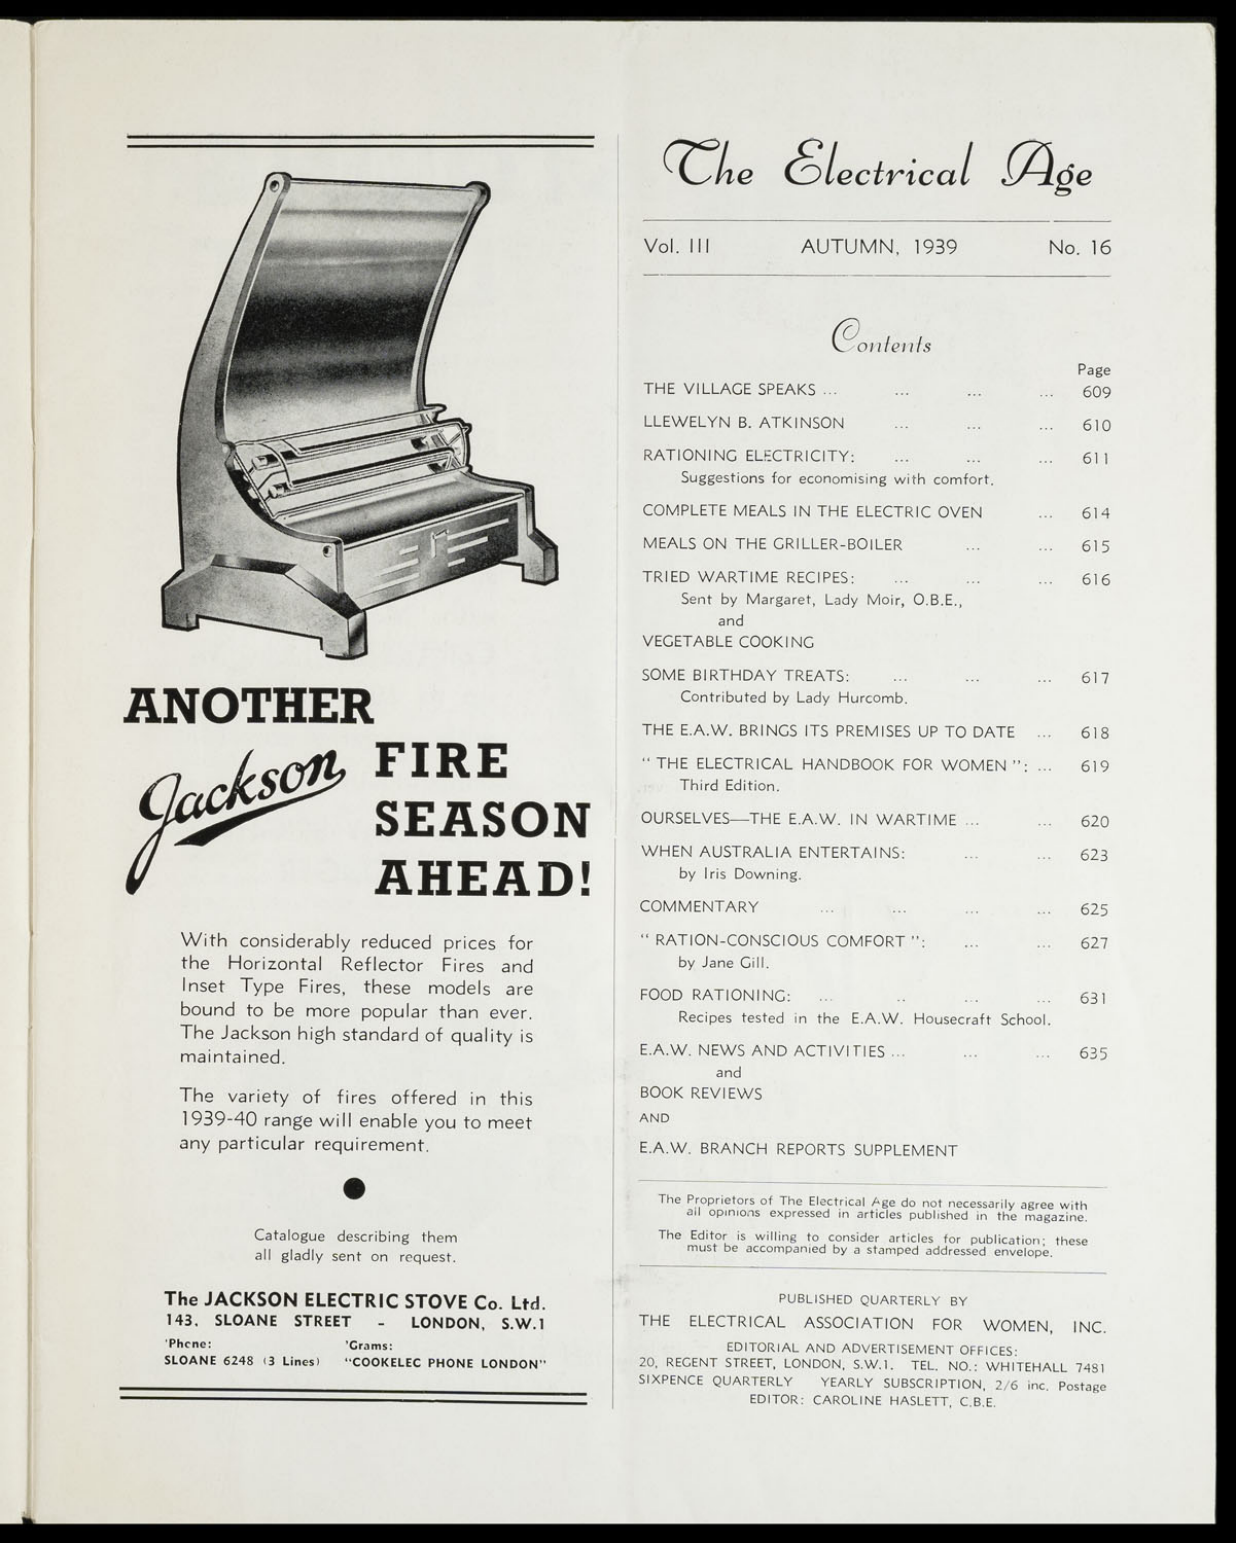 ANOTHER
Jackson FIRE
SEASON
AHEAD!
With considerably reduced prices for
the Horizontal Reflector Fires and
Inset Type Fires, these models are
bound to be more popular than ever.
The Jackson high standard of quality is
maintained.
The variety of fires offered in this
1939-40 range will enable you to meet
any particular requirement.
Catalogue describing them
all gladly sent on request.
The JACKSON ELECTRIC STOVE Co. Ltd.
143, SLOANE STREET - LONDON, S.W.1
'Phone: 'Grams:
SLOANE 6248 (3 Lines) "COOKELEC PHONE LONDON"
The Electrical Age
Vol. III AUTUMN, 1939 No. 16
Contents
Page
THE VILLAGE SPEAKS ... ... ... ... 609
LLEWELYN B. ATKINSON ... ... ... 610
RATIONING ELECTRICITY: ... ... ... 611
Suggestions for economising with comfort.
COMPLETE MEALS IN THE ELECTRIC OVEN ... 614
MEALS ON THE GRILLER-BOILER ... ... 615
TRIED WARTIME RECIPES: ... ... ... 616
Sent by Margaret, Lady Moir, O.B.E.,
and
VEGETABLE COOKING
SOME BIRTHDAY TREATS: ... ... ... 617
Contributed by Lady Hurcomb.
THE E.A.W. BRINGS ITS PREMISES UP TO DATE ... 618
" THE ELECTRICAL HANDBOOK FOR WOMEN ": ... 619
Third Edition.
OURSELVES—THE E.A.W. IN WARTIME ... ... 620
WHEN AUSTRALIA ENTERTAINS: ... ... 623
by Iris Downing.
COMMENTARY ... ... ... ... 625
" RATION-CONSCIOUS COMFORT ": ... ... 627
by Jane Gill.
FOOD RATIONING: ... .. ... ... 631
Recipes tested in the E.A.W. Housecraft School.
E.A.W. NEWS AND ACTIVITIES ... ... ... 635
and
BOOK REVIEWS
AND
E.A.W. BRANCH REPORTS SUPPLEMENT
The Proprietors of The Electrical Age do not necessarily agree with
all opinions expressed in articles published in the magazine.
The Editor is willing to consider articles for publication; these
must be accompanied by a stamped addressed envelope.
PUBLISHED QUARTERLY BY
THE ELECTRICAL ASSOCIATION FOR WOMEN, INC.
EDITORIAL AND ADVERTISEMENT OFFICES:
20, REGENT STREET, LONDON, S.W.1. TEL. NO.: WHITEHALL 7481
SIXPENCE QUARTERLY YEARLY SUBSCRIPTION, 2/6 inc. Postage
EDITOR: CAROLINE HASLETT, C.B.E.